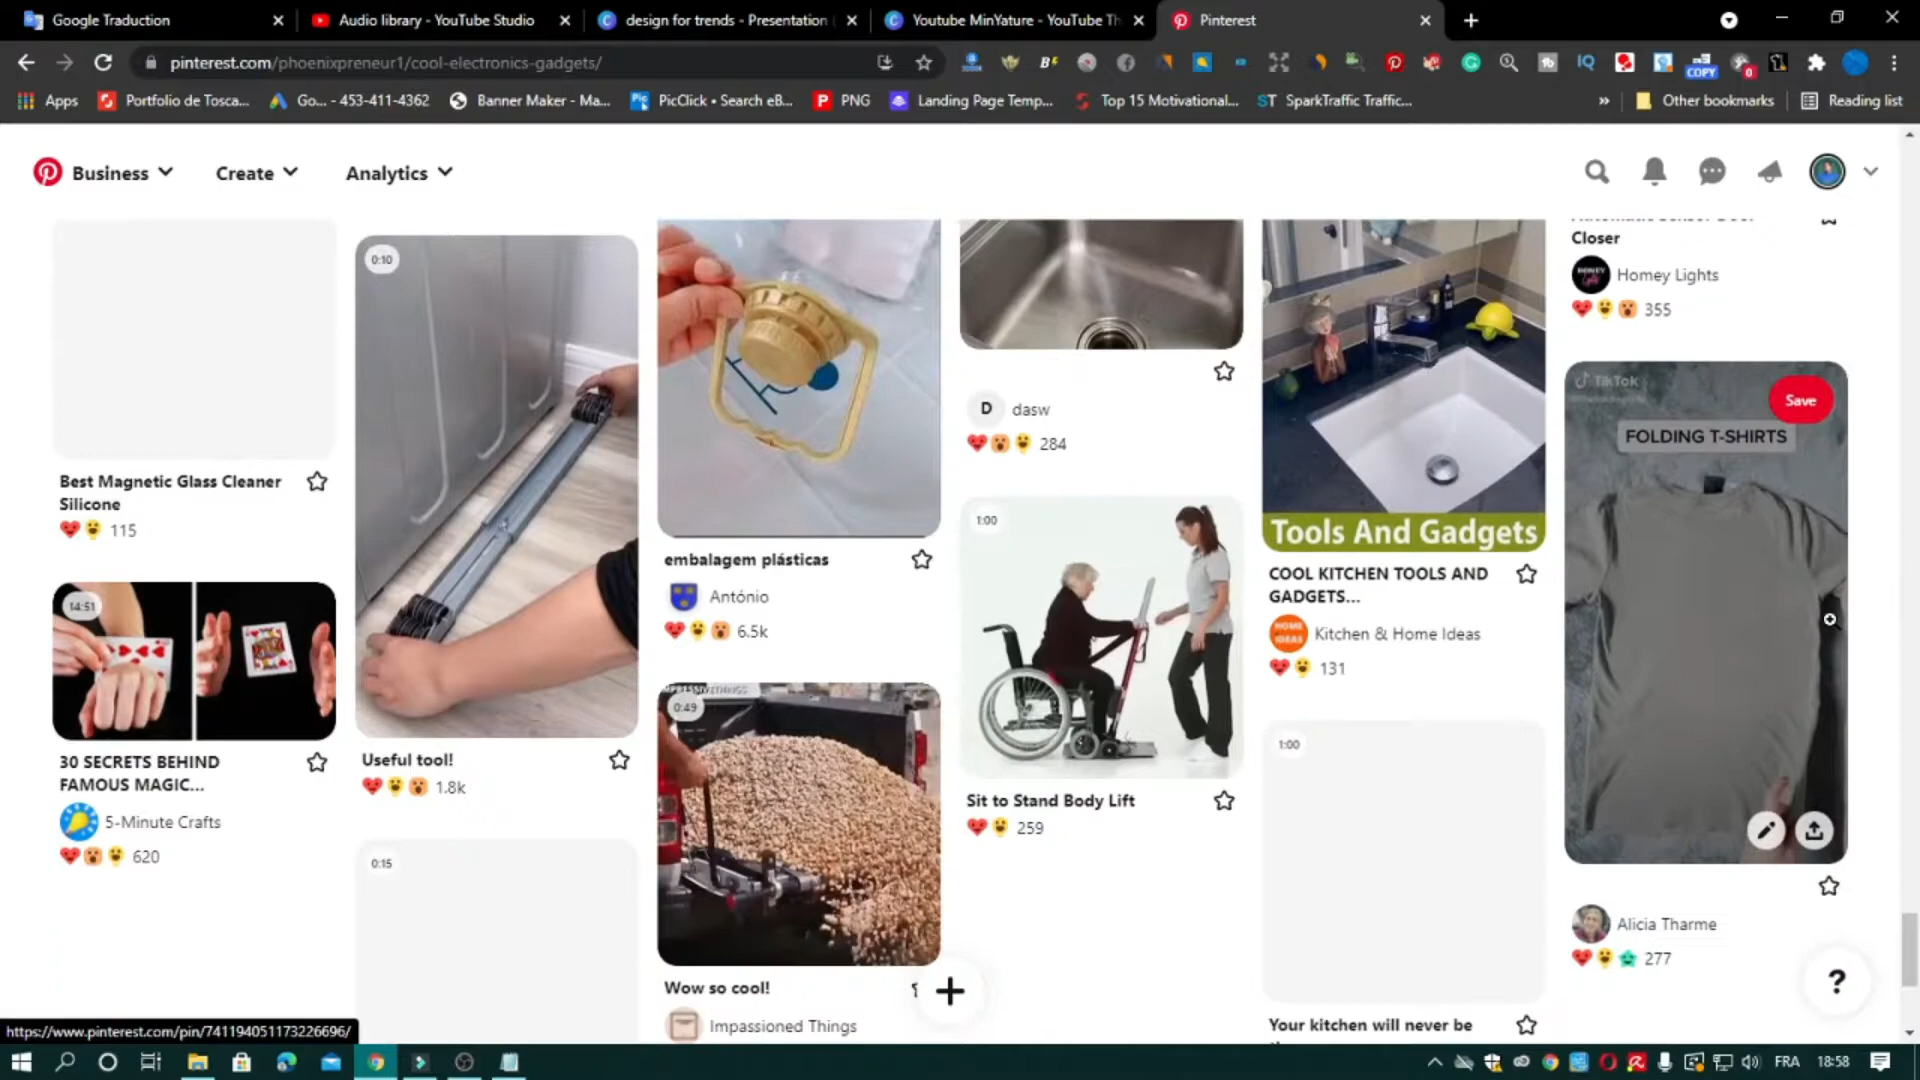 Google Traduction
Audio library - YouTube Studio
design for trends - Presentation
Youtube MinYature - YouTube Th
Pinterest
pinterest.com/phoenixpreneur1/cool-electronics-gadgets/
COPY
0
Apps
Portfolio de Tosca...
Go... - 453-411-4362
Banner Maker - Ma...
PicClick • Search eB...
PNG
Landing Page Temp...
Top 15 Motivational...
ST SparkTraffic Traffic...
Other bookmarks
Reading list
Business
Create
Analytics
Best Magnetic Glass Cleaner
Silicone
115
14:51
30 SECRETS BEHIND
FAMOUS MAGIC...
5-Minute Crafts
620
0:10
Useful tool!
1.8k
0:15
embalagem plásticas
António
6.5k
0:49
Wow so cool!
Impassioned Things
D dasw
284
1:00
Sit to Stand Body Lift
259
Tools And Gadgets
COOL KITCHEN TOOLS AND
GADGETS...
HOME
IDEAS
Kitchen & Home Ideas
131
1:00
Your kitchen will never be
Closer
Homey Lights
355
TikTok
Save
FOLDING T-SHIRTS
Alicia Tharme
277
?
https://www.pinterest.com/pin/741194051173226696/
FRA
18:58